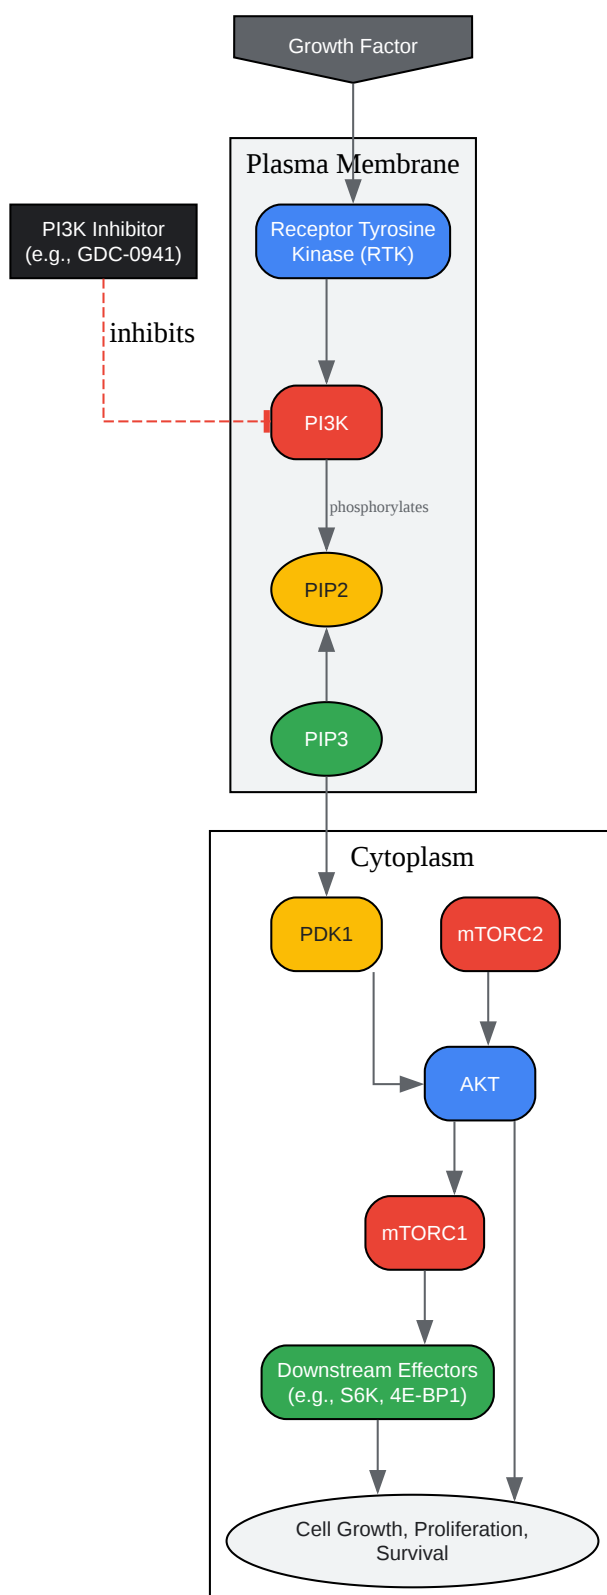 Growth Factor
Plasma Membrane
PI3K Inhibitor
(e.g., GDC-0941)
Receptor Tyrosine
Kinase (RTK)
inhibits
PI3K
phosphorylates
PIP2
PIP3
Cytoplasm
PDK1
mTORC2
AKT
mTORC1
Downstream Effectors
(e.g., S6K, 4E-BP1)
Cell Growth, Proliferation,
Survival